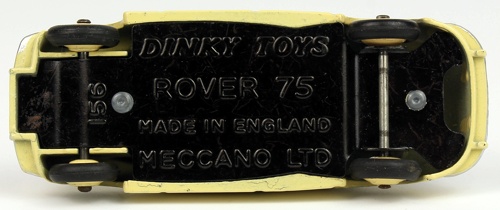 DINKY TOYS
ROVER 75
156
MADE IN ENGLAND
MECCANO LTD